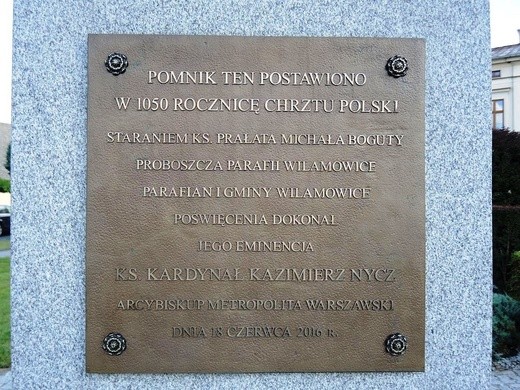 POMNIK TEN POSTAWIONO
W 1050 ROCZNICĘ CHRZTU POLSKI
STARANIEM KS. PRAŁATA MICHAŁA BOGUTY
PROBOSZCZA PARAFII WILAMOWICE
PARAFIAN I GMINY WILAMOWICE
POŚWIĘCENIA DOKONAŁ
JEGO EMINENCJA
KS. KARDYNAŁ KAZIMIERZ NYCZ
ARCYBISKUP METROPOLITA WARSZAWSKI
DNIA 18 CZERWCA 2016 R.